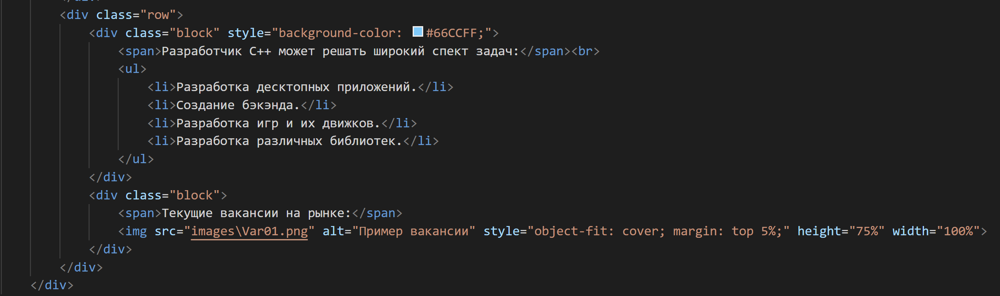 </div>
<div class="row">
<div class="block" style="background-color: #66CCFF;">
<span>Разработчик C++ может решать широкий спект задач:</span><br>
<ul>
<li>Разработка десктопных приложений.</li>
<li>Создание бэкэнда.</li>
<li>Разработка игр и их движков.</li>
<li>Разработка различных библиотек.</li>
</ul>
</div>
<div class="block">
<span>Текущие вакансии на рынке:</span>
<img src="images\Var01.png" alt="Пример вакансии" style="object-fit: cover; margin: top 5%;" height="75%" width="100%">
</div>
</div>
</div>